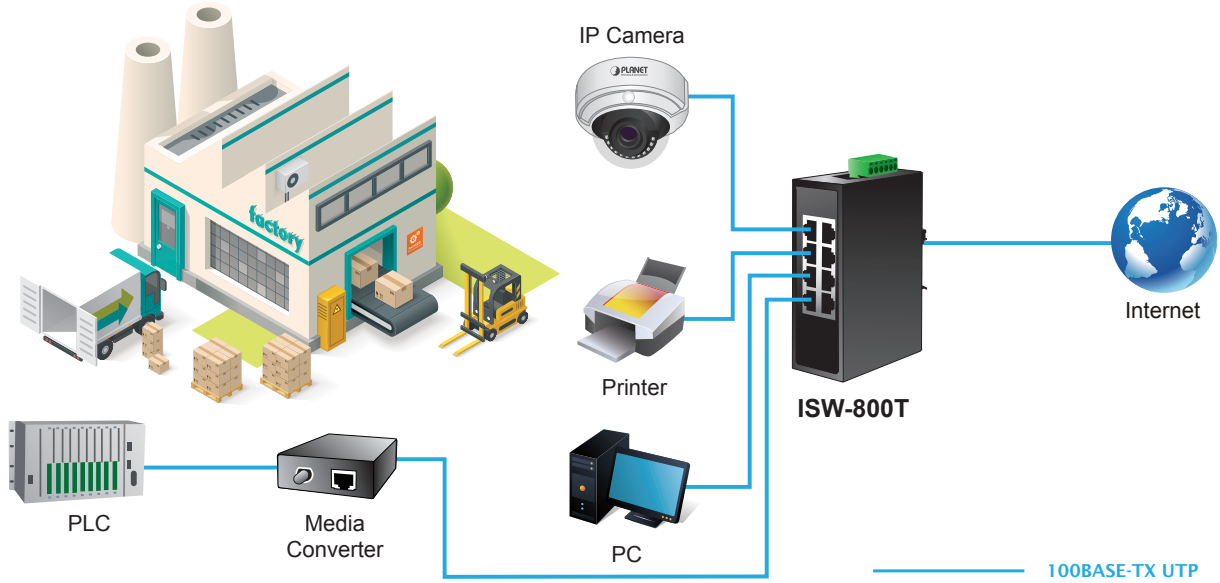 IP Camera
PLANET
factory
Internet
Printer
ISW-800T
PLC
Media
Converter
PC
100BASE-TX UTP